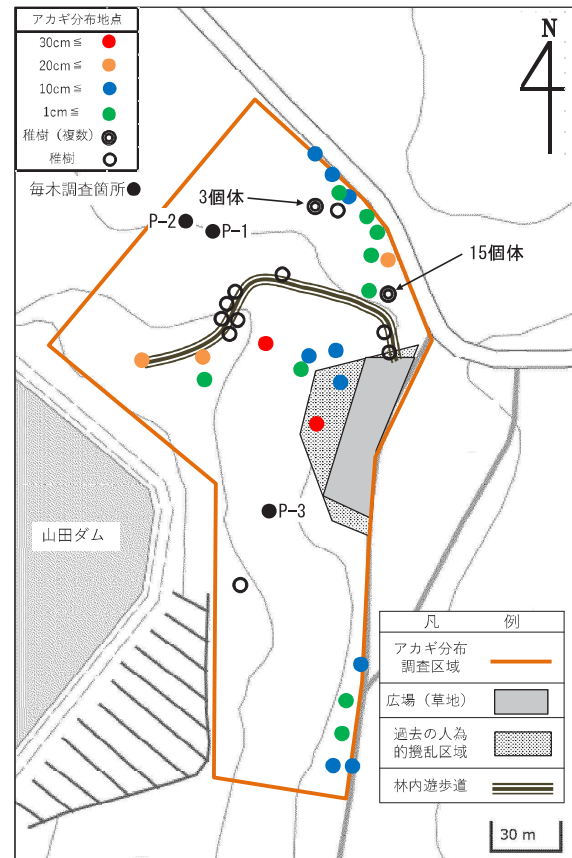 アカギ分布地点
30cm≦
20cm≦
10cm≦
1cm≦
稚樹（複数）
稚樹
毎木調査箇所
N
3個体
P-2
P-1
15個体
P-3
山田ダム
凡 例
アカギ分布
調査区域
広場（草地）
過去の人為
的攪乱区域
林内遊歩道
30 m